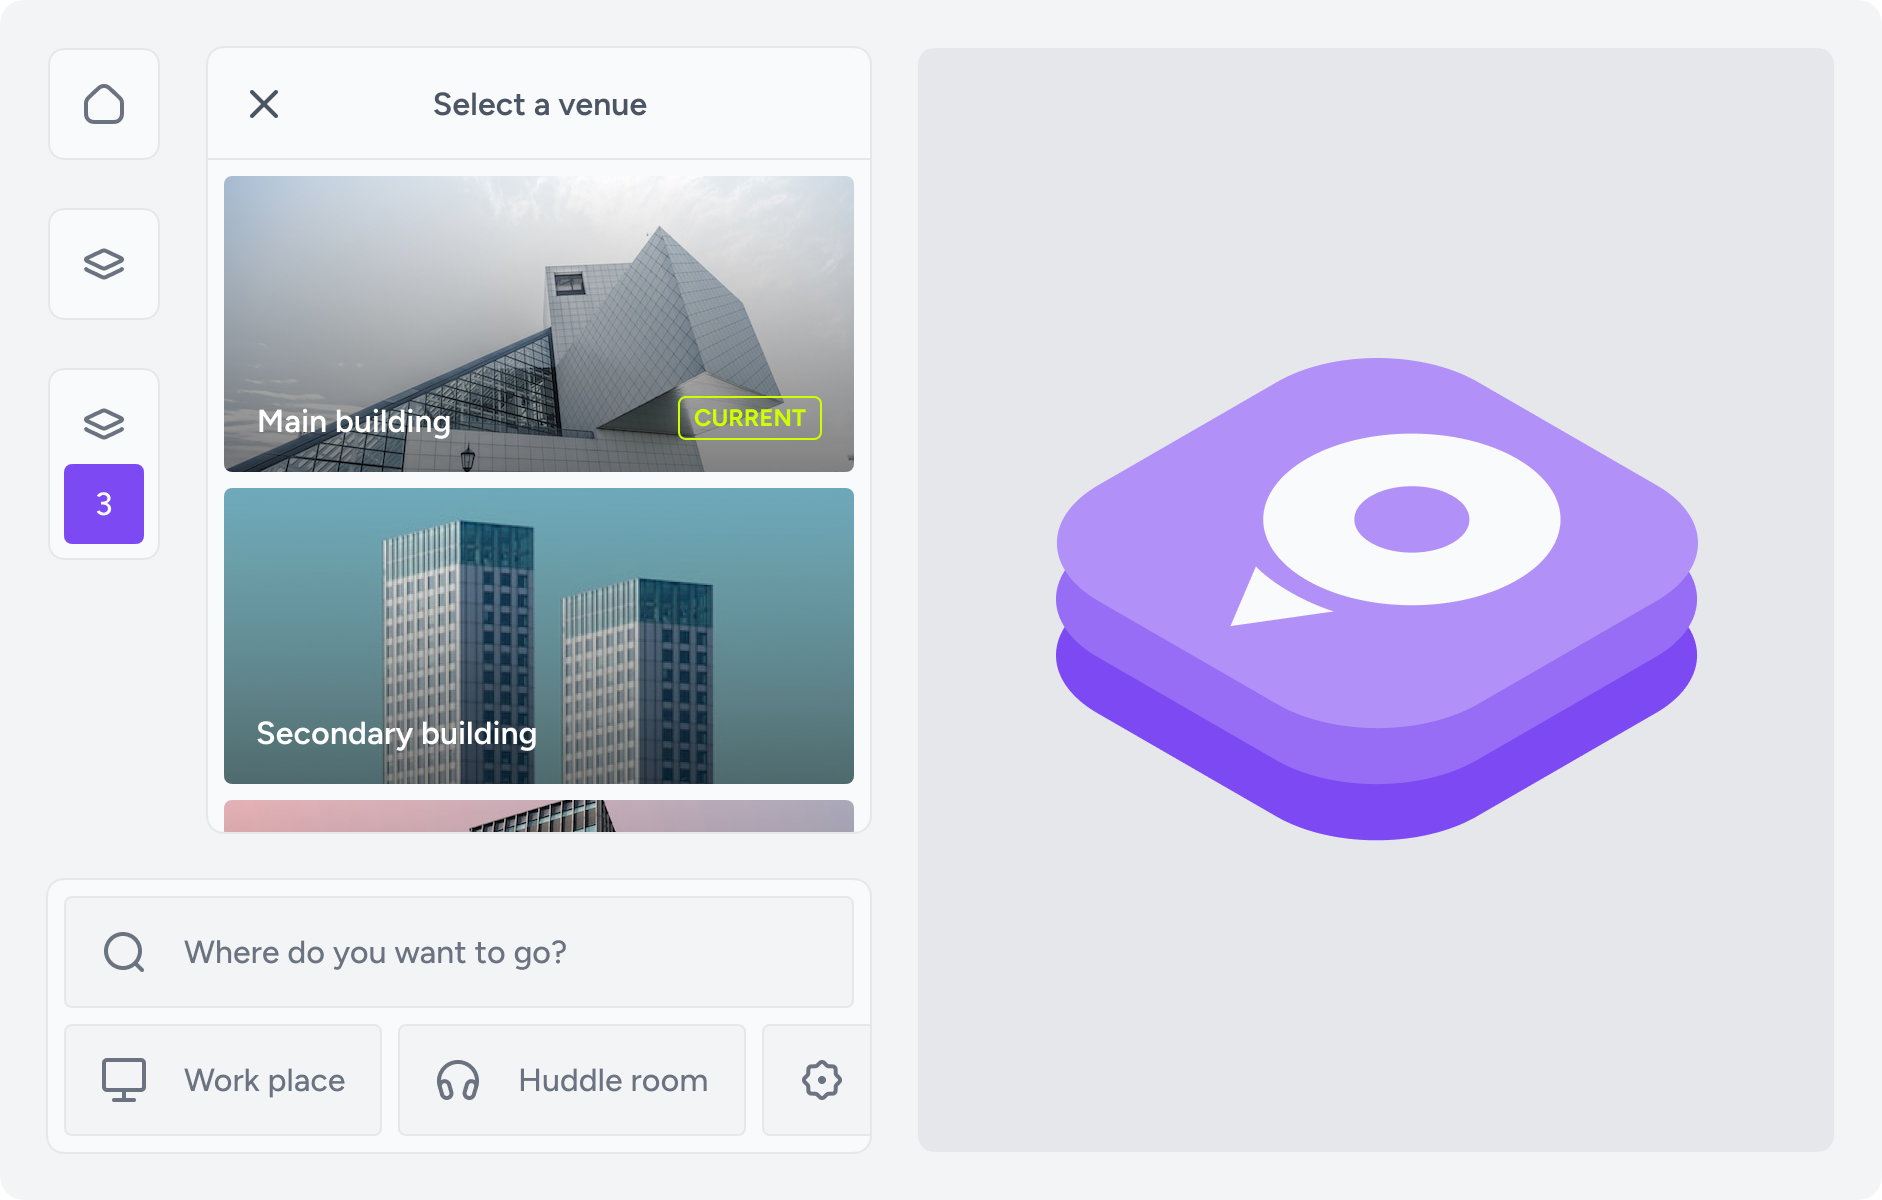 Select a venue
Main building
CURRENT
3
Secondary building
Where do you want to go?
Work place
Huddle room